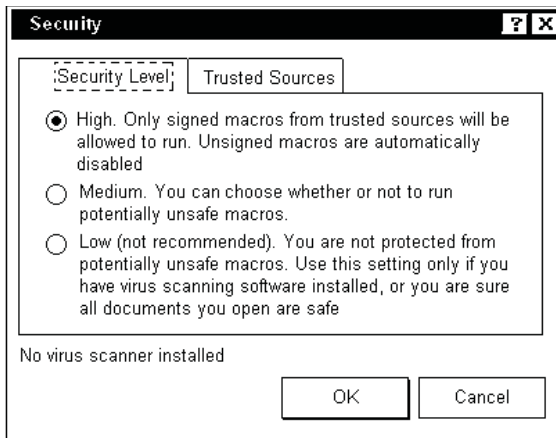 Security
? X
Security Level Trusted Sources
High. Only signed macros from trusted sources will be
allowed to run. Unsigned macros are automatically
disabled
Medium. You can choose whether or not to run
potentially unsafe macros.
Low (not recommended). You are not protected from
potentially unsafe macros. Use this setting only if you
have virus scanning software installed, or you are sure
all documents you open are safe
No virus scanner installed
OK Cancel